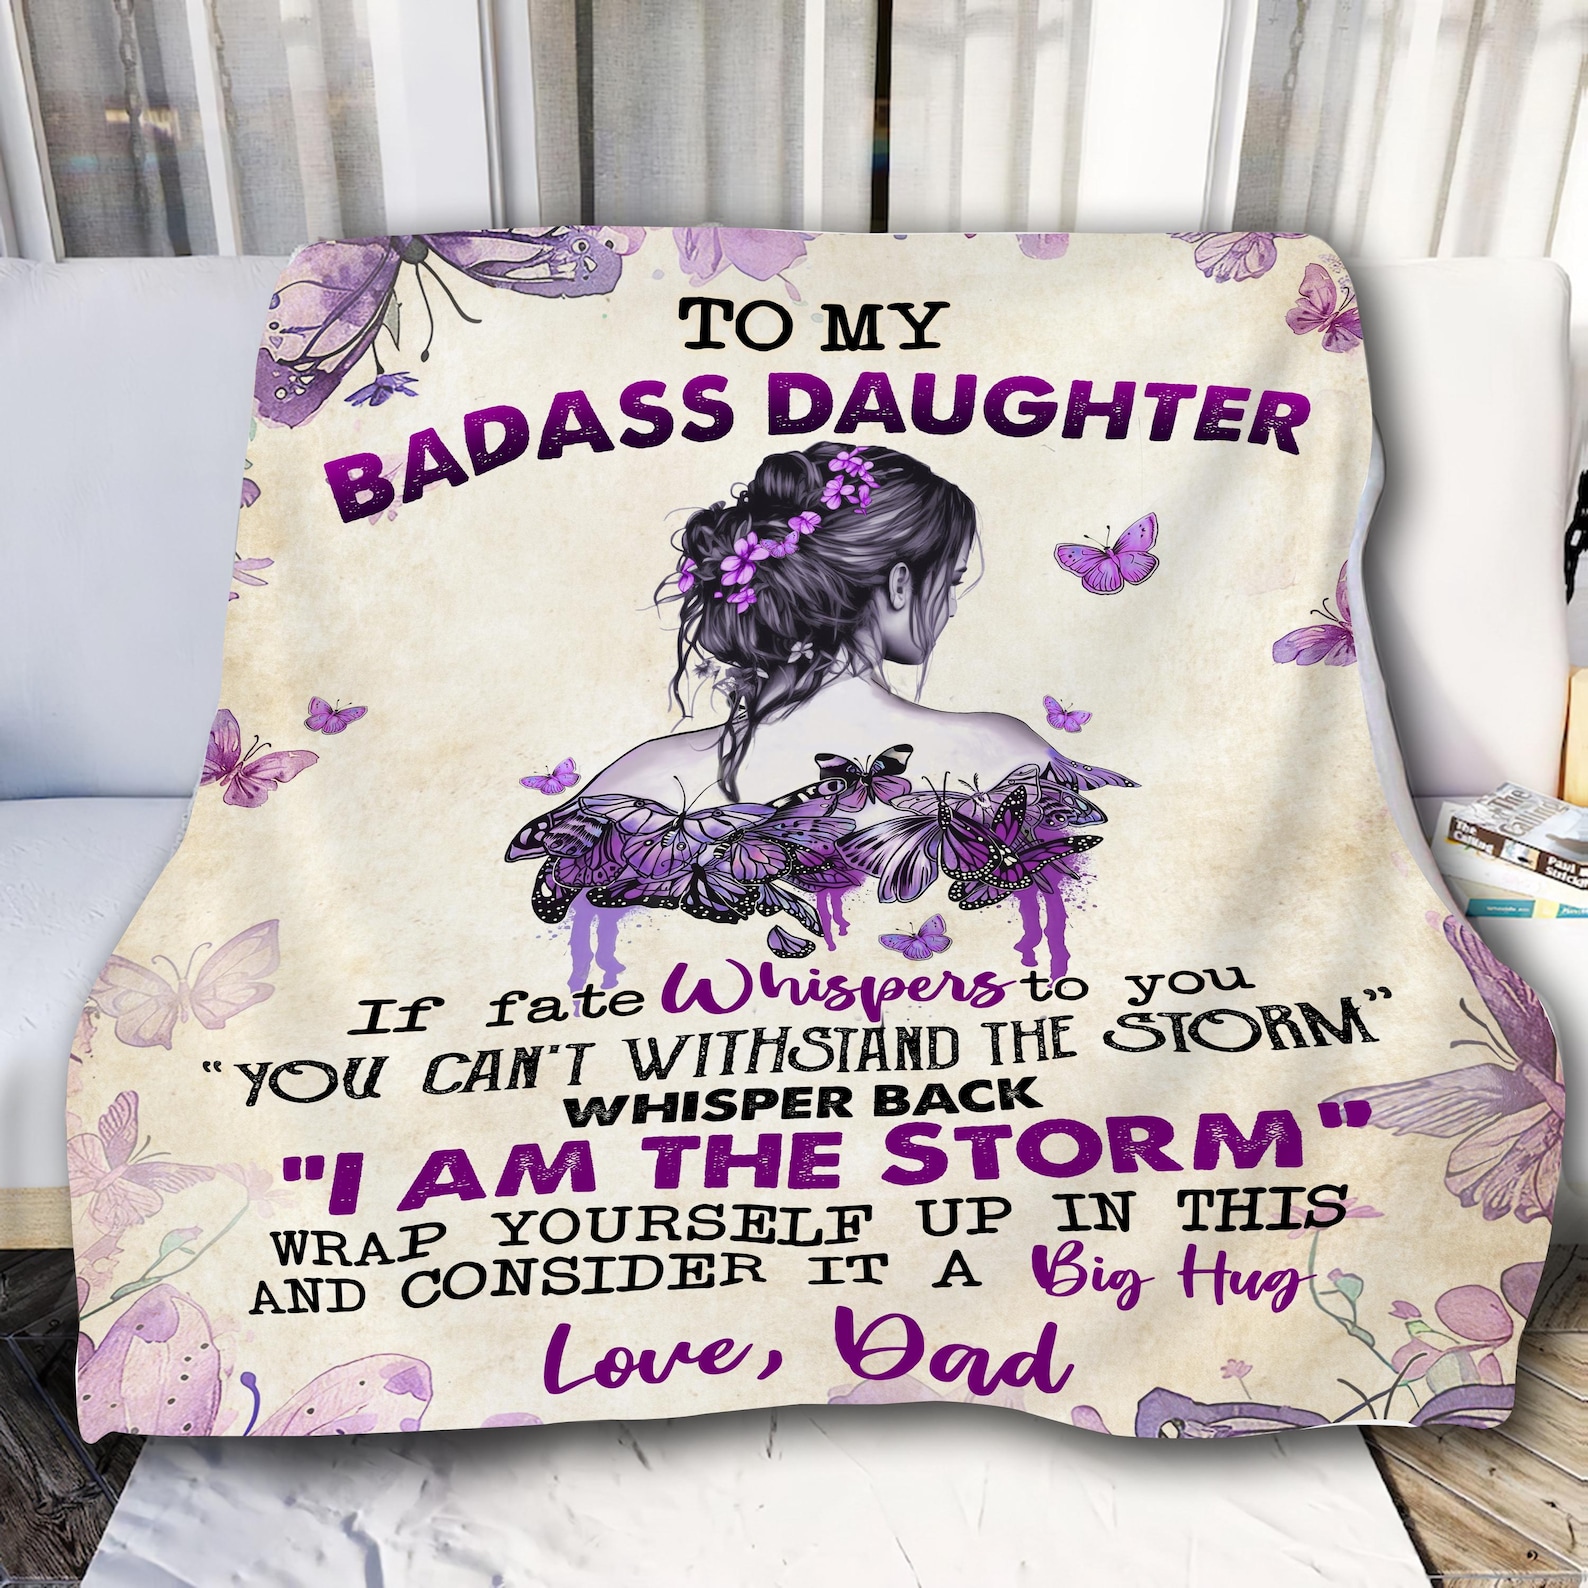 TO MY
BADASS DAUGHTER
If fate Whispers to you
“YOU CAN'T WITHSTAND THE STORM”
WHISPER BACK
"I AM THE STORM"
WRAP YOURSELF UP IN THIS
AND CONSIDER IT A Big Hug
Love, Dad